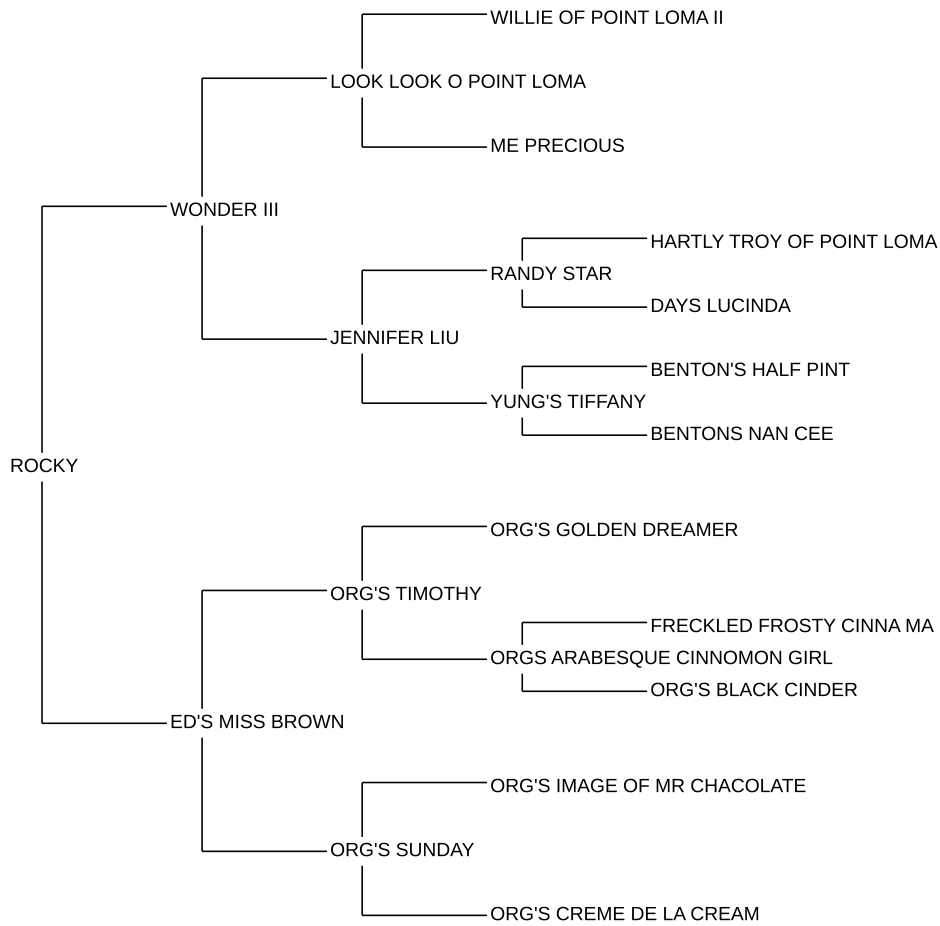 WILLIE OF POINT LOMA II
LOOK LOOK O POINT LOMA
ME PRECIOUS
WONDER III
HARTLY TROY OF POINT LOMA
RANDY STAR
DAYS LUCINDA
JENNIFER LIU
BENTON'S HALF PINT
YUNG'S TIFFANY
BENTONS NAN CEE
ROCKY
ORG'S GOLDEN DREAMER
ORG'S TIMOTHY
FRECKLED FROSTY CINNA MA
ORGS ARABESQUE CINNOMON GIRL
ORG'S BLACK CINDER
ED'S MISS BROWN
ORG'S IMAGE OF MR CHACOLATE
ORG'S SUNDAY
ORG'S CREME DE LA CREAM